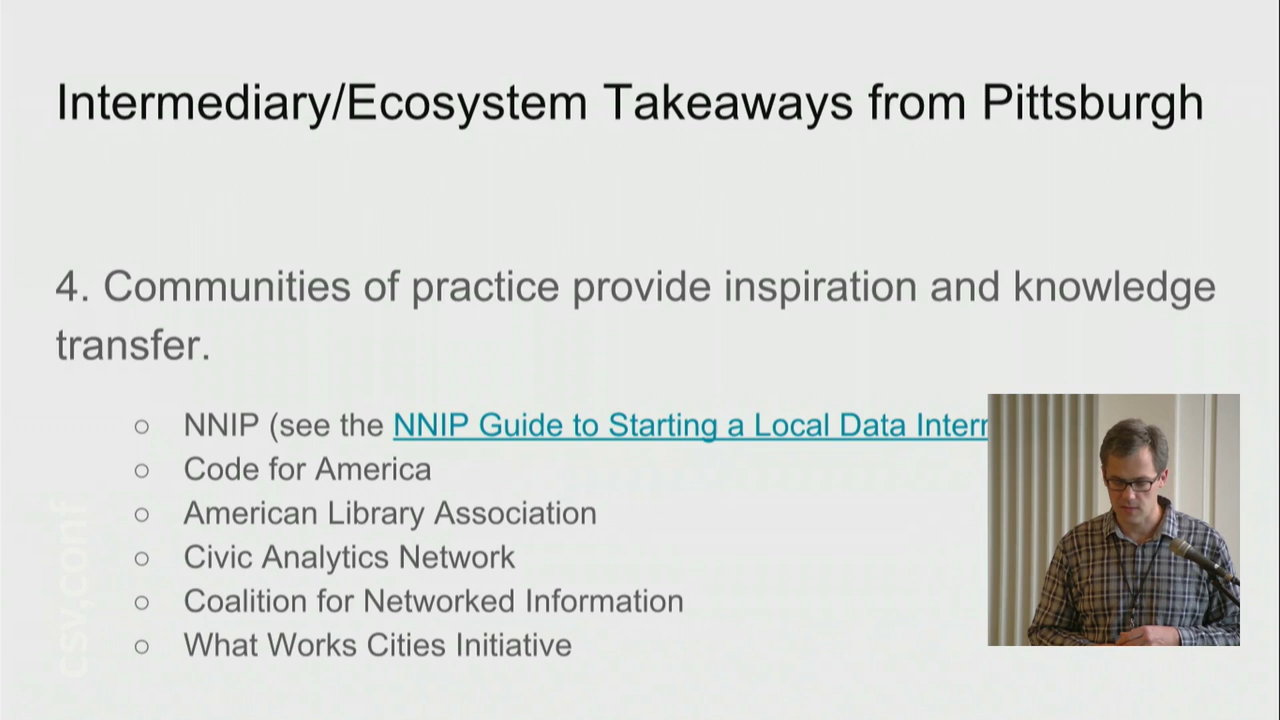 Intermediary/Ecosystem Takeaways from Pittsburgh
4. Communities of practice provide inspiration and knowledge
transfer.
○ NNIP (see the NNIP Guide to Starting a Local Data
○ Code for America
○ American Library Association
○ Civic Analytics Network
○ Coalition for Networked Information
○ What Works Cities Initiative
csv,conf